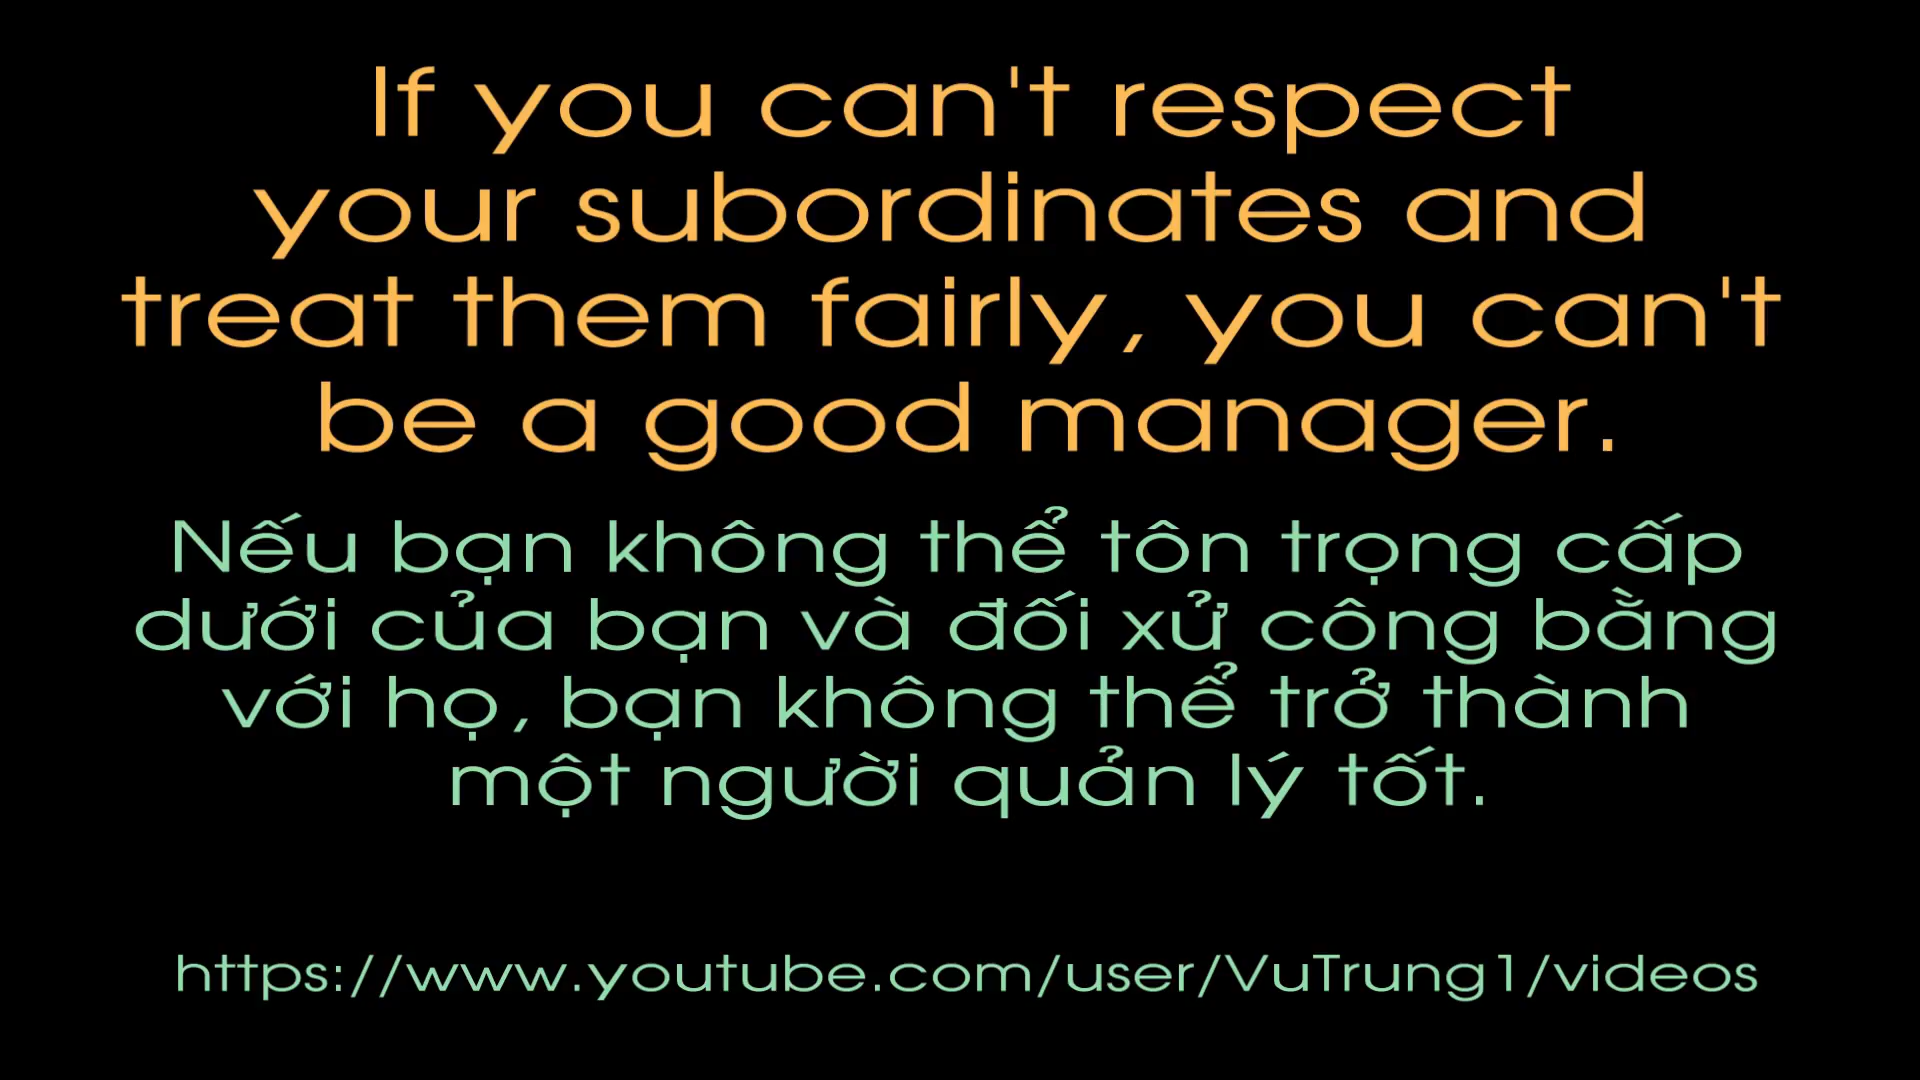 If you can't respect
your subordinates and
treat them fairly, you can't
be a good manager.
Nếu bạn không thể tôn trọng cấp
dưới của bạn và đối xử công bằng
với họ, bạn không thể trở thành
một người quản lý tốt.
https://www.youtube.com/user/VuTrung1/videos